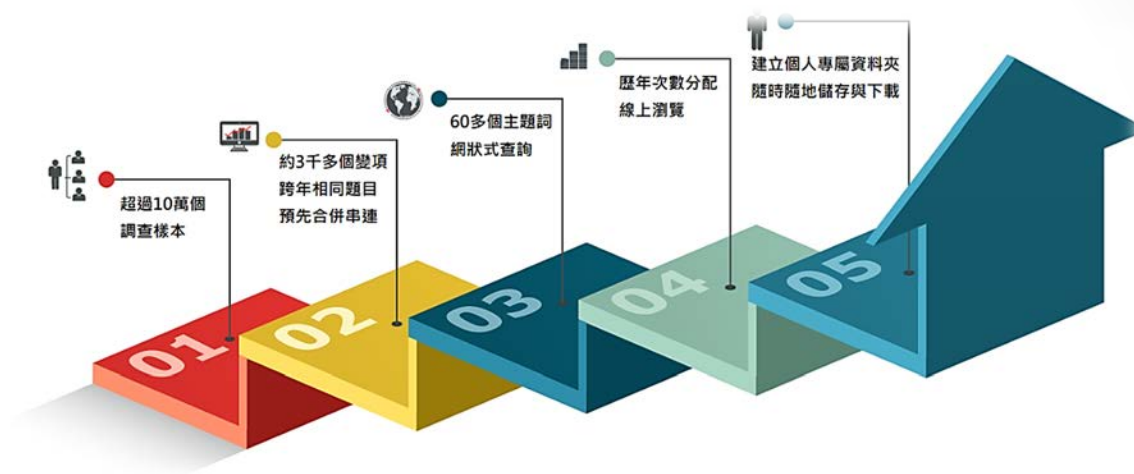 01
超過10萬個
調查樣本
02
約3千多個變項
跨年相同題目
預先合併串連
03
60多個主題詞
網狀式查詢
04
歷年次數分配
線上瀏覽
05
建立個人專屬資料夾
隨時隨地儲存與下載